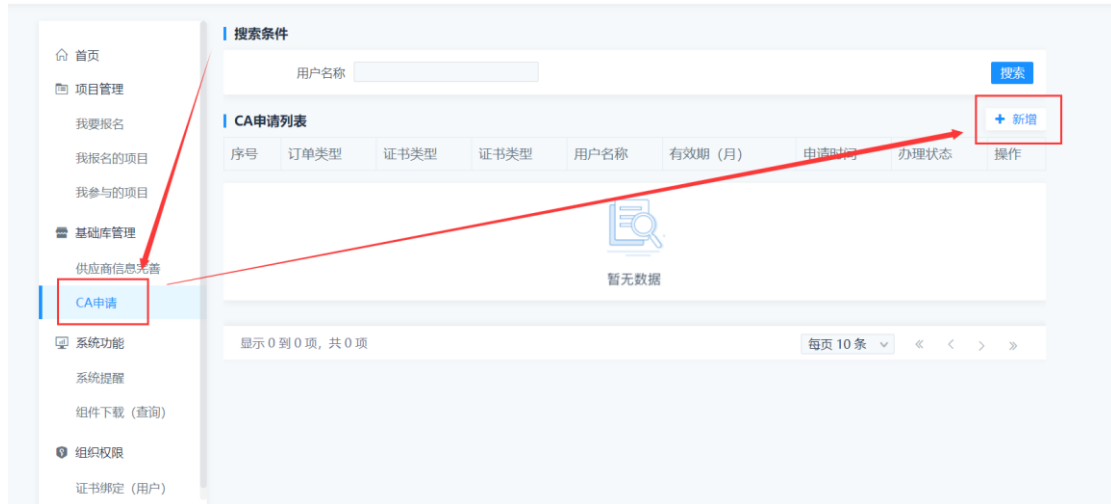 首页
项目管理
我要报名
我报名的项目
我参与的项目
基础库管理
供应商信息完善
CA申请
系统功能
系统提醒
组件下载（查询）
组织权限
证书绑定（用户）
搜索条件
用户名称
搜索
CA申请列表
新增
序号 订单类型 证书类型 证书类型 用户名称 有效期（月） 申请时间 办理状态 操作
暂无数据
显示 0 到 0 项，共 0 项
每页 10 条